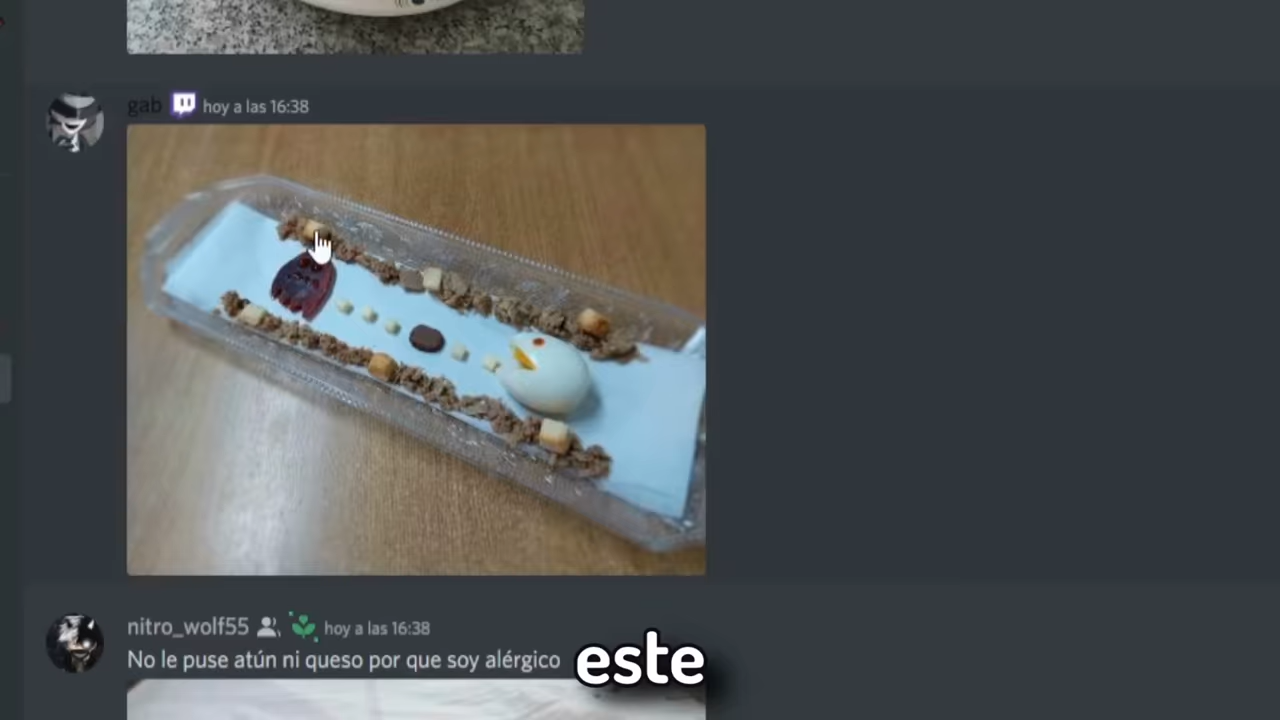 gab hoy a las 16:38
nitro_wolf55 hoy a las 16:38
No le puse atún ni queso por que soy alérgico
este